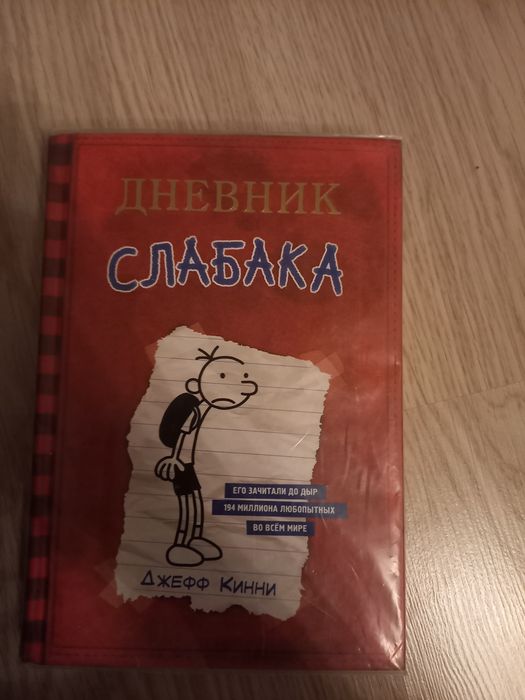 ДНЕВНИК
СЛАБАКА
ЕГО ЗАЧИТАЛИ ДО ДЫР
194 МИЛЛИОНА ЛЮБОПЫТНЫХ
ВО ВСЁМ МИРЕ
ДЖЕФФ КИННИ